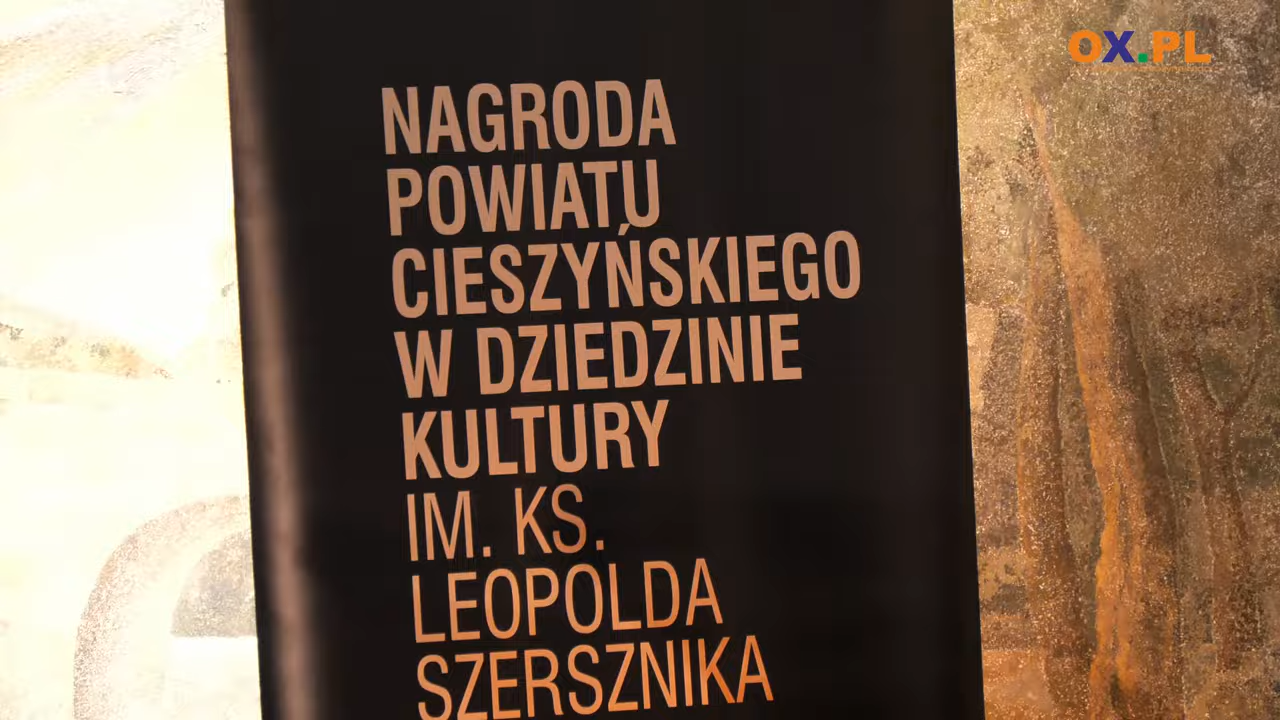 OX.PL
NAGRODA
POWIATU
CIESZYŃSKIEGO
W DZIEDZINIE
KULTURY
IM. KS.
LEOPOLDA
SZERSZNIKA